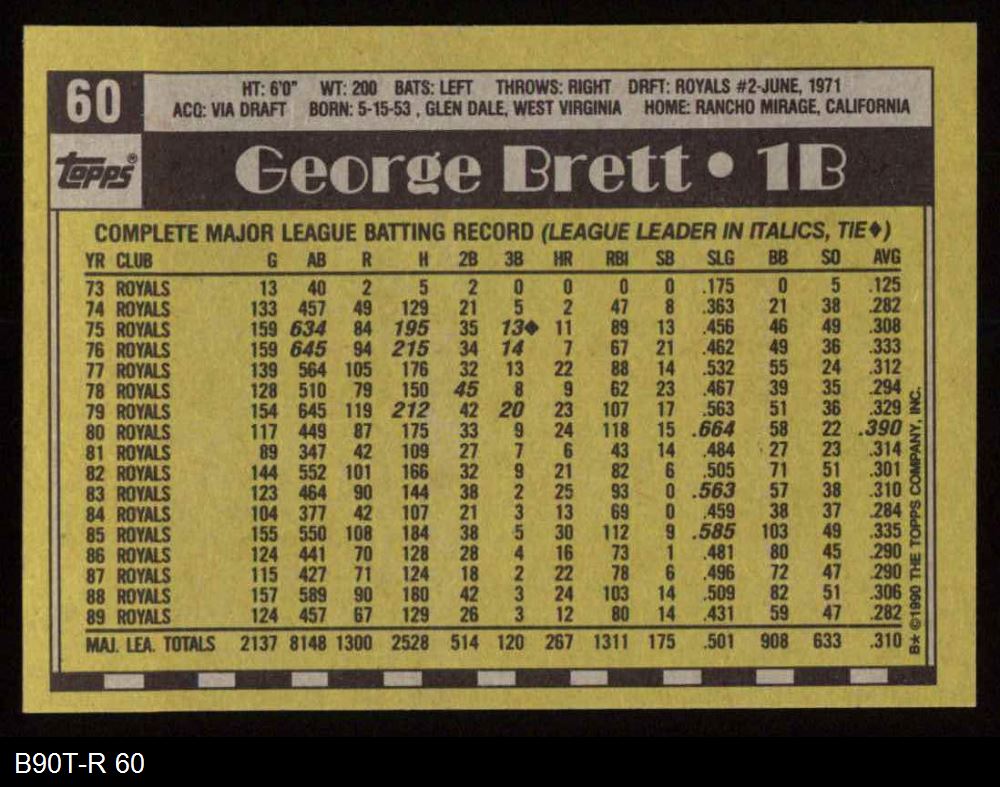 60
HT: 6'0" WT: 200 BATS: LEFT THROWS: RIGHT DRFT: ROYALS #2-JUNE, 1971
ACQ: VIA DRAFT BORN: 5-15-53 , GLEN DALE, WEST VIRGINIA HOME: RANCHO MIRAGE, CALIFORNIA
topps®
George Brett • 1B
COMPLETE MAJOR LEAGUE BATTING RECORD (LEAGUE LEADER IN ITALICS, TIE♦)
YR CLUB G AB R H 2B 3B HR RBI SB SLG BB SO AVG
73 ROYALS 13 40 2 5 2 0 0 0 0 .175 0 5 .125
74 ROYALS 133 457 49 129 21 5 2 47 8 .363 21 38 .282
75 ROYALS 159 634 84 195 35 13♦ 11 89 13 .456 46 49 .308
76 ROYALS 159 645 94 215 34 14 7 67 21 .462 49 36 .333
77 ROYALS 139 564 105 176 32 13 22 88 14 .532 55 24 .312
78 ROYALS 128 510 79 150 45 8 9 62 23 .467 39 35 .294
79 ROYALS 154 645 119 212 42 20 23 107 17 .563 51 36 .329
80 ROYALS 117 449 87 175 33 9 24 118 15 .664 58 22 .390
81 ROYALS 89 347 42 109 27 7 6 43 14 .484 27 23 .314
82 ROYALS 144 552 101 166 32 9 21 82 6 .505 71 51 .301
83 ROYALS 123 464 90 144 38 2 25 93 0 .563 57 38 .310
84 ROYALS 104 377 42 107 21 3 13 69 0 .459 38 37 .284
85 ROYALS 155 550 108 184 38 5 30 112 9 .585 103 49 .335
86 ROYALS 124 441 70 128 28 4 16 73 1 .481 80 45 .290
87 ROYALS 115 427 71 124 18 2 22 78 6 .496 72 47 .290
88 ROYALS 157 589 90 180 42 3 24 103 14 .509 82 51 .306
89 ROYALS 124 457 67 129 26 3 12 80 14 .431 59 47 .282
MAJ. LEA. TOTALS 2137 8148 1300 2528 514 120 267 1311 175 .501 908 633 .310
B* ©1990 THE TOPPS COMPANY, INC.
B90T-R 60